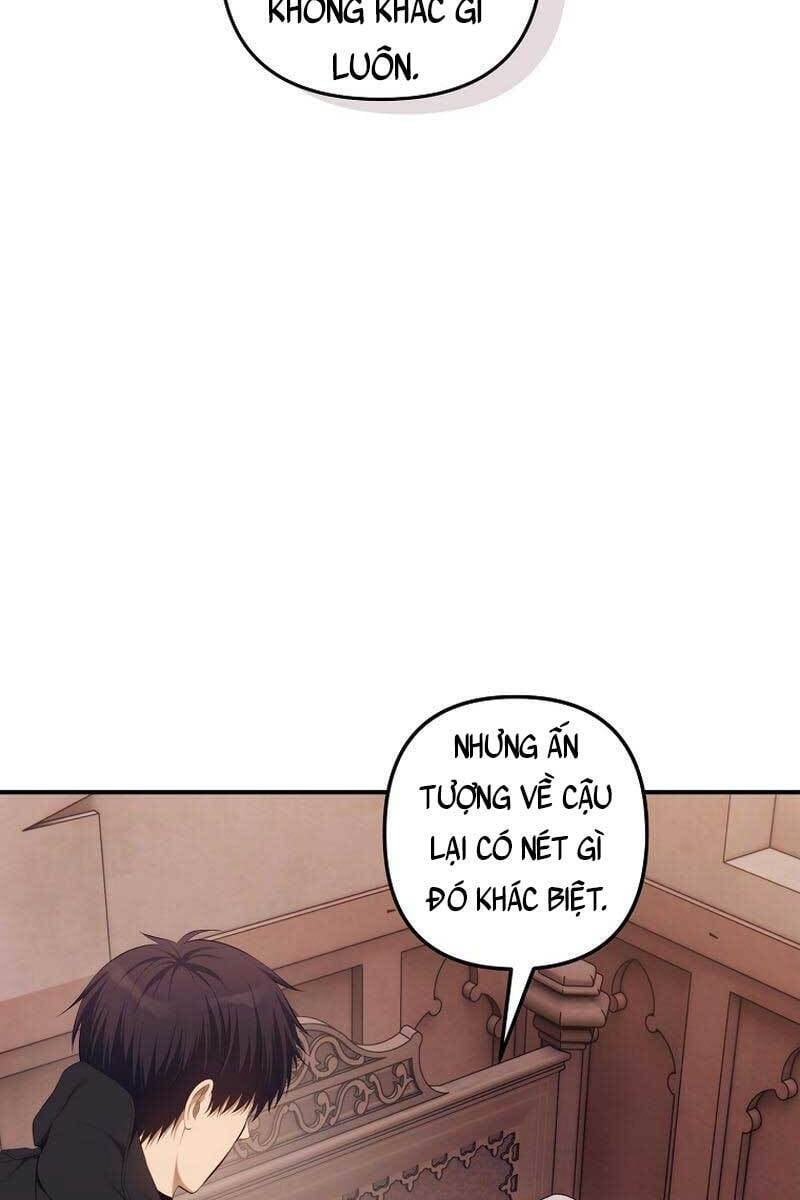 KHÔNG KHÁC GÌ
LUÔN.
NHƯNG ẤN
TƯỢNG VỀ CẬU
LẠI CÓ NÉT GÌ
ĐÓ KHÁC BIỆT.